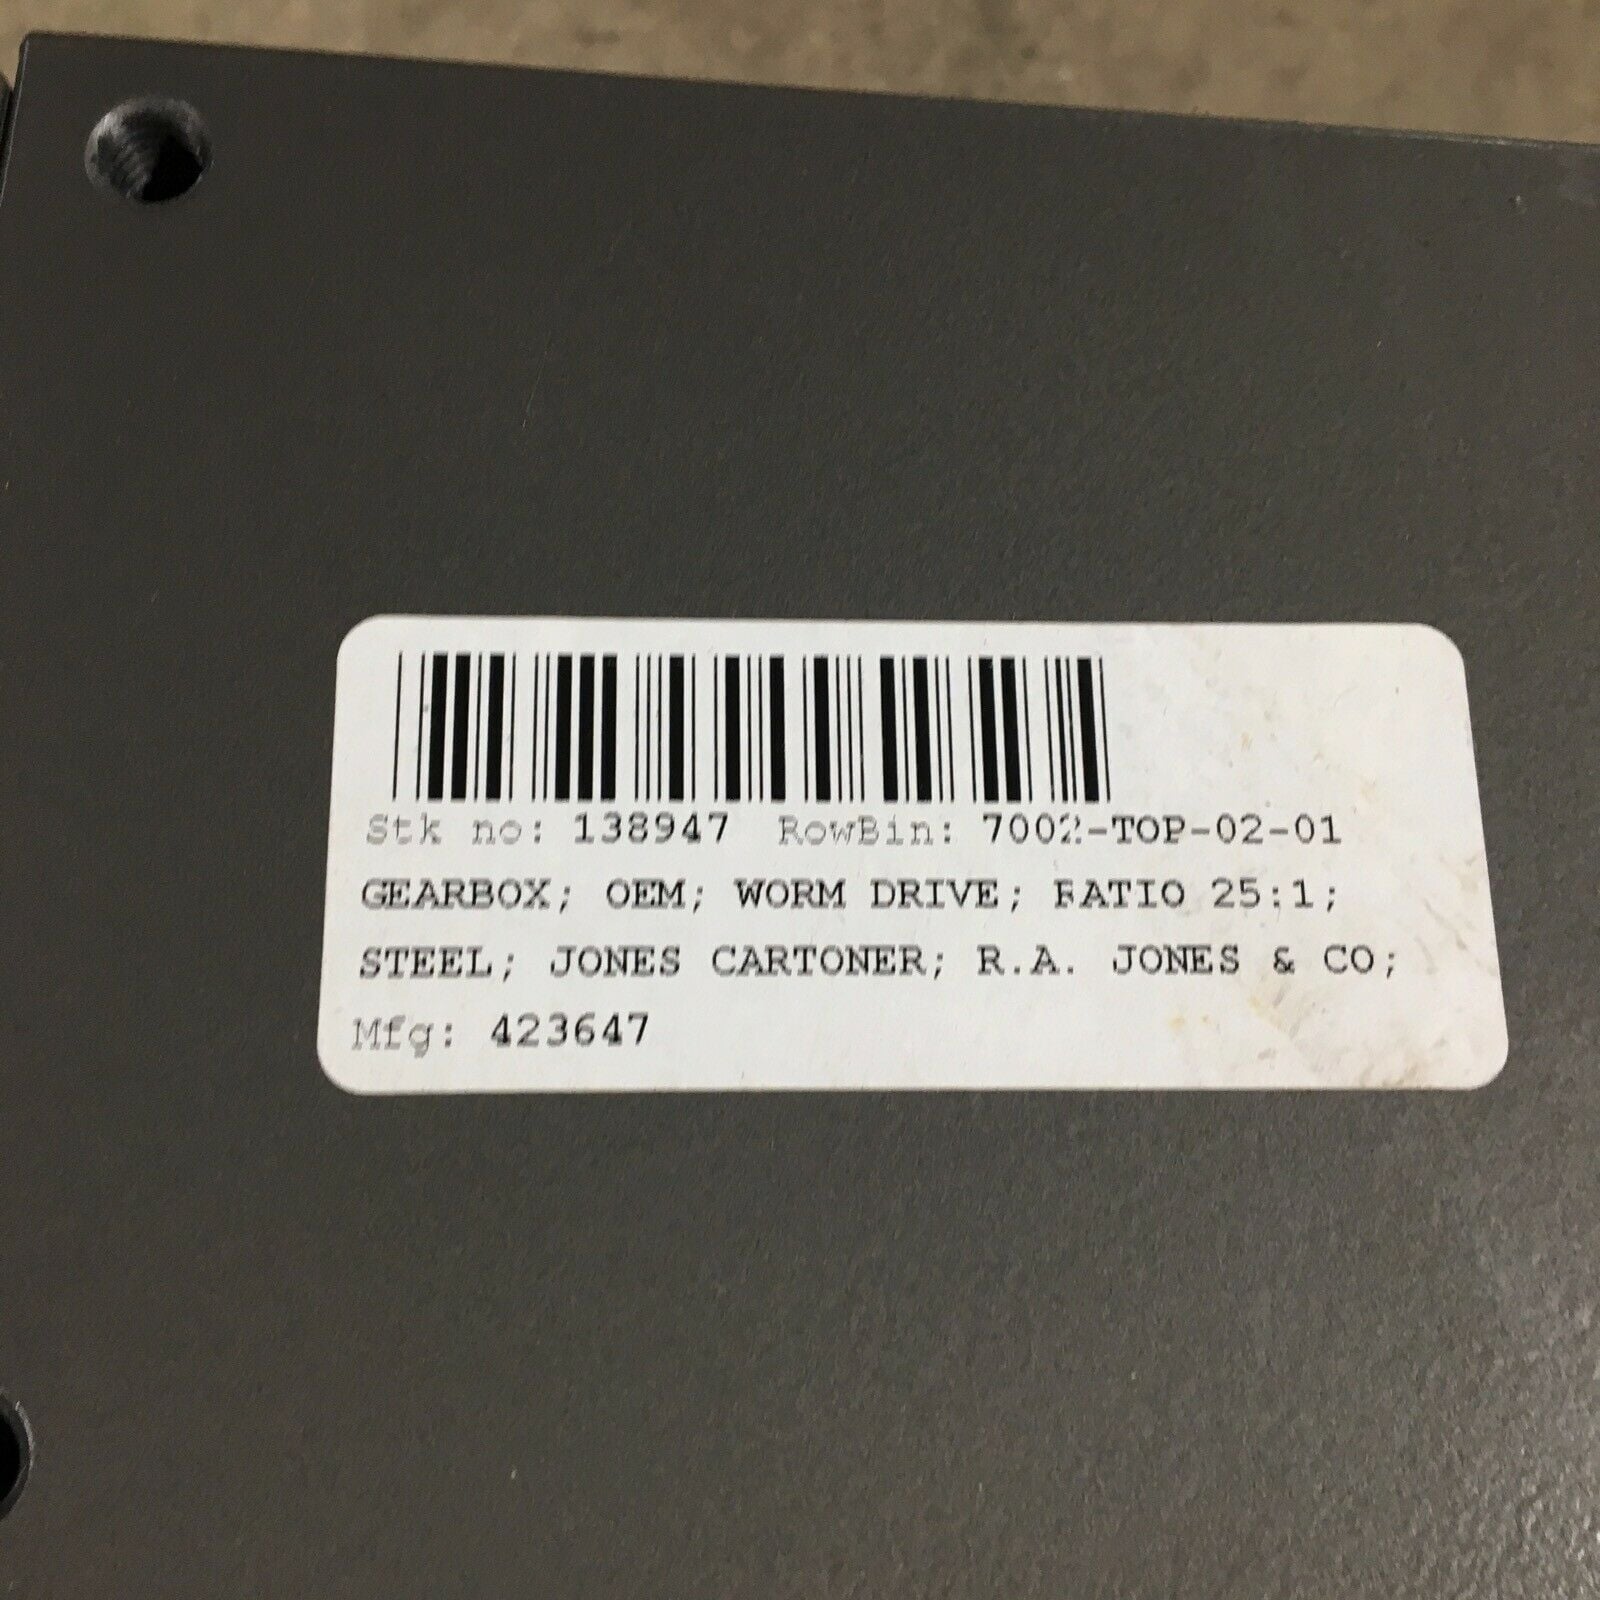 Stk no: 138947 RowBin: 7002-TOP-02-01
GEARBOX; OEM; WORM DRIVE; RATIO 25:1;
STEEL; JONES CARTONER; R.A. JONES & CO;
Mfg: 423647